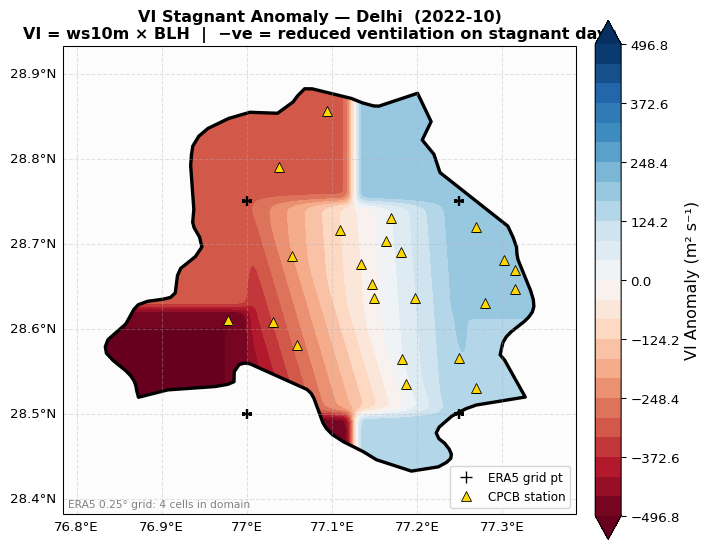 VI Stagnant Anomaly — Delhi  (2022-10)
VI = ws10m × BLH  |  −ve = reduced ventilation on stagnant day
28.9°N
28.8°N
28.7°N
28.6°N
28.5°N
28.4°N
76.8°E
76.9°E
77°E
77.1°E
77.2°E
77.3°E
ERA5 0.25° grid: 4 cells in domain
ERA5 grid pt
CPCB station
496.8
372.6
248.4
124.2
0.0
−124.2
−248.4
−372.6
−496.8
VI Anomaly (m² s⁻¹)